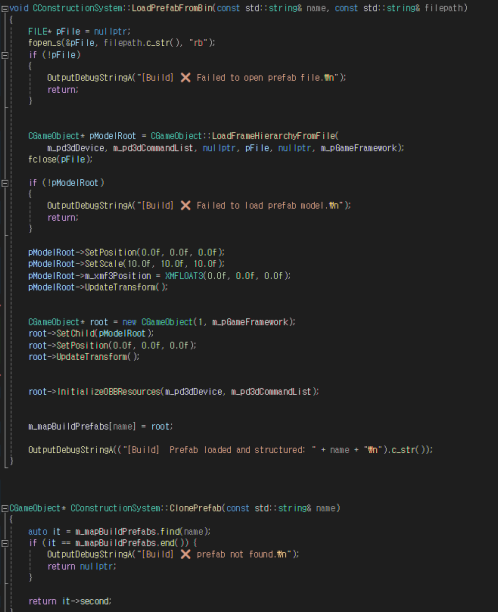 void CConstructionSystem::LoadPrefabFromBin(const std::string& name, const std::string& filepath)
{
FILE* pFile = nullptr;
fopen_s(&pFile, filepath.c_str(), "rb");
if (!pFile)
{
OutputDebugStringA("[Build] ❌ Failed to open prefab file.₩n");
return;
}
CGameObject* pModelRoot = CGameObject::LoadFrameHierarchyFromFile(
m_pd3dDevice, m_pd3dCommandList, nullptr, pFile, nullptr, m_pGameFramework);
fclose(pFile);
if (!pModelRoot)
{
OutputDebugStringA("[Build] ❌ Failed to load prefab model.₩n");
return;
}
pModelRoot->SetPosition(0.0f, 0.0f, 0.0f);
pModelRoot->SetScale(10.0f, 10.0f, 10.0f);
pModelRoot->m_xmf3Position = XMFLOAT3(0.0f, 0.0f, 0.0f);
pModelRoot->UpdateTransform();
CGameObject* root = new CGameObject(1, m_pGameFramework);
root->SetChild(pModelRoot);
root->SetPosition(0.0f, 0.0f, 0.0f);
root->UpdateTransform();
root->InitializeOBBResources(m_pd3dDevice, m_pd3dCommandList);
m_mapBuildPrefabs[name] = root;
OutputDebugStringA(("[Build]  Prefab loaded and structured: " + name + "₩n").c_str());
}
CGameObject* CConstructionSystem::ClonePrefab(const std::string& name)
{
auto it = m_mapBuildPrefabs.find(name);
if (it == m_mapBuildPrefabs.end()) {
OutputDebugStringA("[Build] ❌ prefab not found.₩n");
return nullptr;
}
return it->second;